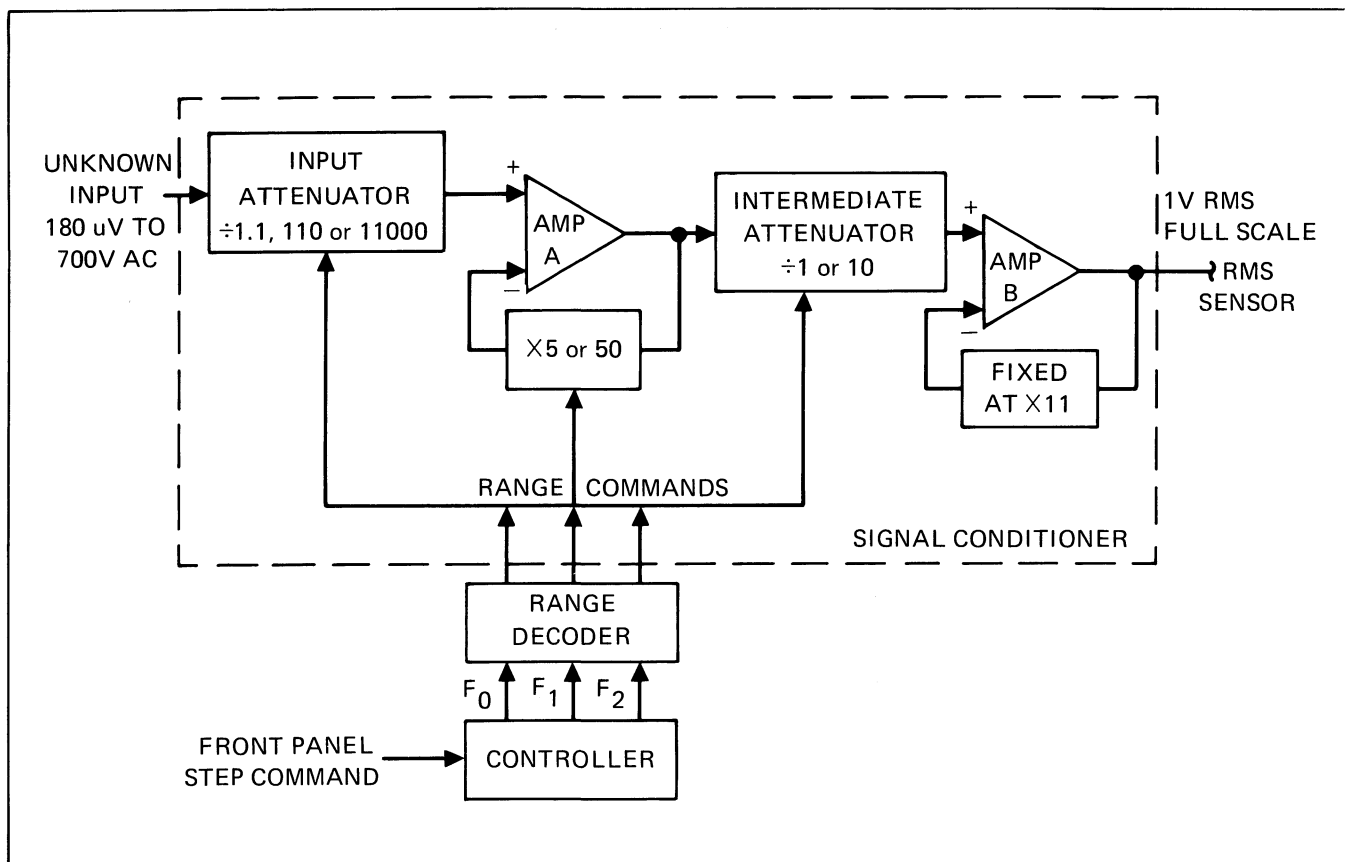 UNKNOWN
INPUT
180 uV TO
700V AC
INPUT
ATTENUATOR
÷1.1, 110 or 11000
+
AMP
A
—
X5 or 50
INTERMEDIATE
ATTENUATOR
÷1 or 10
+
AMP
B
—
FIXED
AT X11
1V RMS
FULL SCALE
RMS
SENSOR
RANGE COMMANDS
SIGNAL CONDITIONER
RANGE
DECODER
F0 F1 F2
FRONT PANEL
STEP COMMAND
CONTROLLER